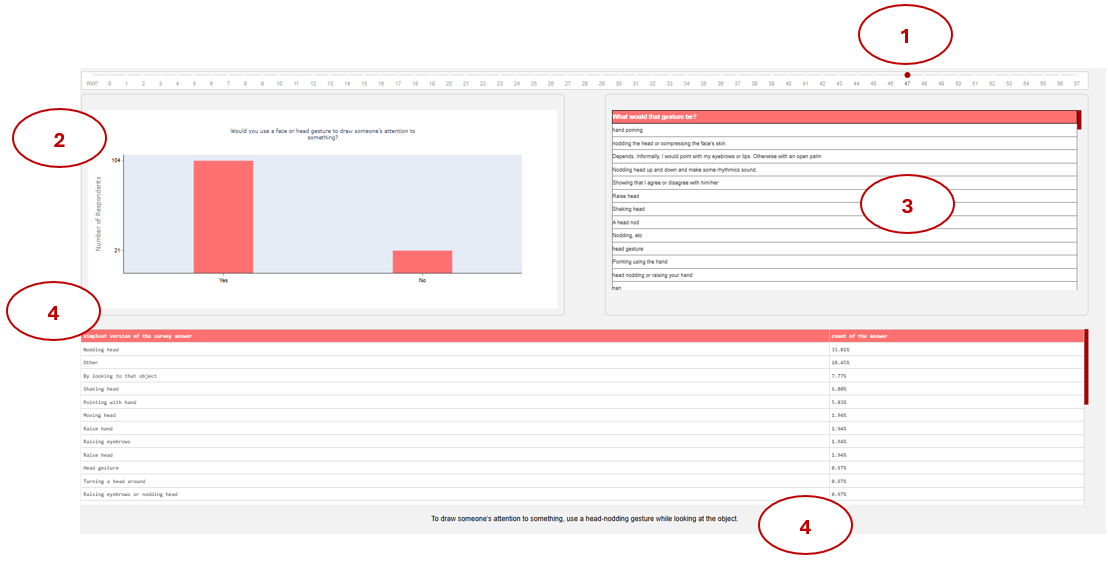 1
RWT 0 1 2 3 4 5 6 7 8 9 10 11 12 13 14 15 16 17 18 19 20 21 22 23 24 25 26 27 28 29 30 31 32 33 34 35 36 37 38 39 40 41 42 43 44 45 46 47 48 49 50 51 52 53 54 55 56 57
2
Would you use a face or head gesture to draw someone's attention to
something?
104
21
Number of Respondents
Yes No
What would that gesture be?
hand poining
nodding the head or compressing the face's skin.
Depends. Informally, I would point with my eyebrows or lips. Otherwise with an open palm
Nodding head up and down and make some rhythmics sound.
Showing that I agree or disagree with him/her
Raise head
Shaking head
A head nod
Nodding, etc
head gesture
Pointing using the hand
head nodding or raising your hand
nan
3
4
simplest version of the survey answer count of the answer
Nodding head 33.01%
Other 18.45%
By looking to that object 7.77%
Shaking head 6.80%
Pointing with hand 5.83%
Moving head 1.94%
Raise hand 1.94%
Raising eyebrows 1.94%
Raise head 1.94%
Head gesture 0.97%
Turning a head around 0.97%
Raising eyebrows or nodding head 0.97%
To draw someone's attention to something, use a head-nodding gesture while looking at the object.
4